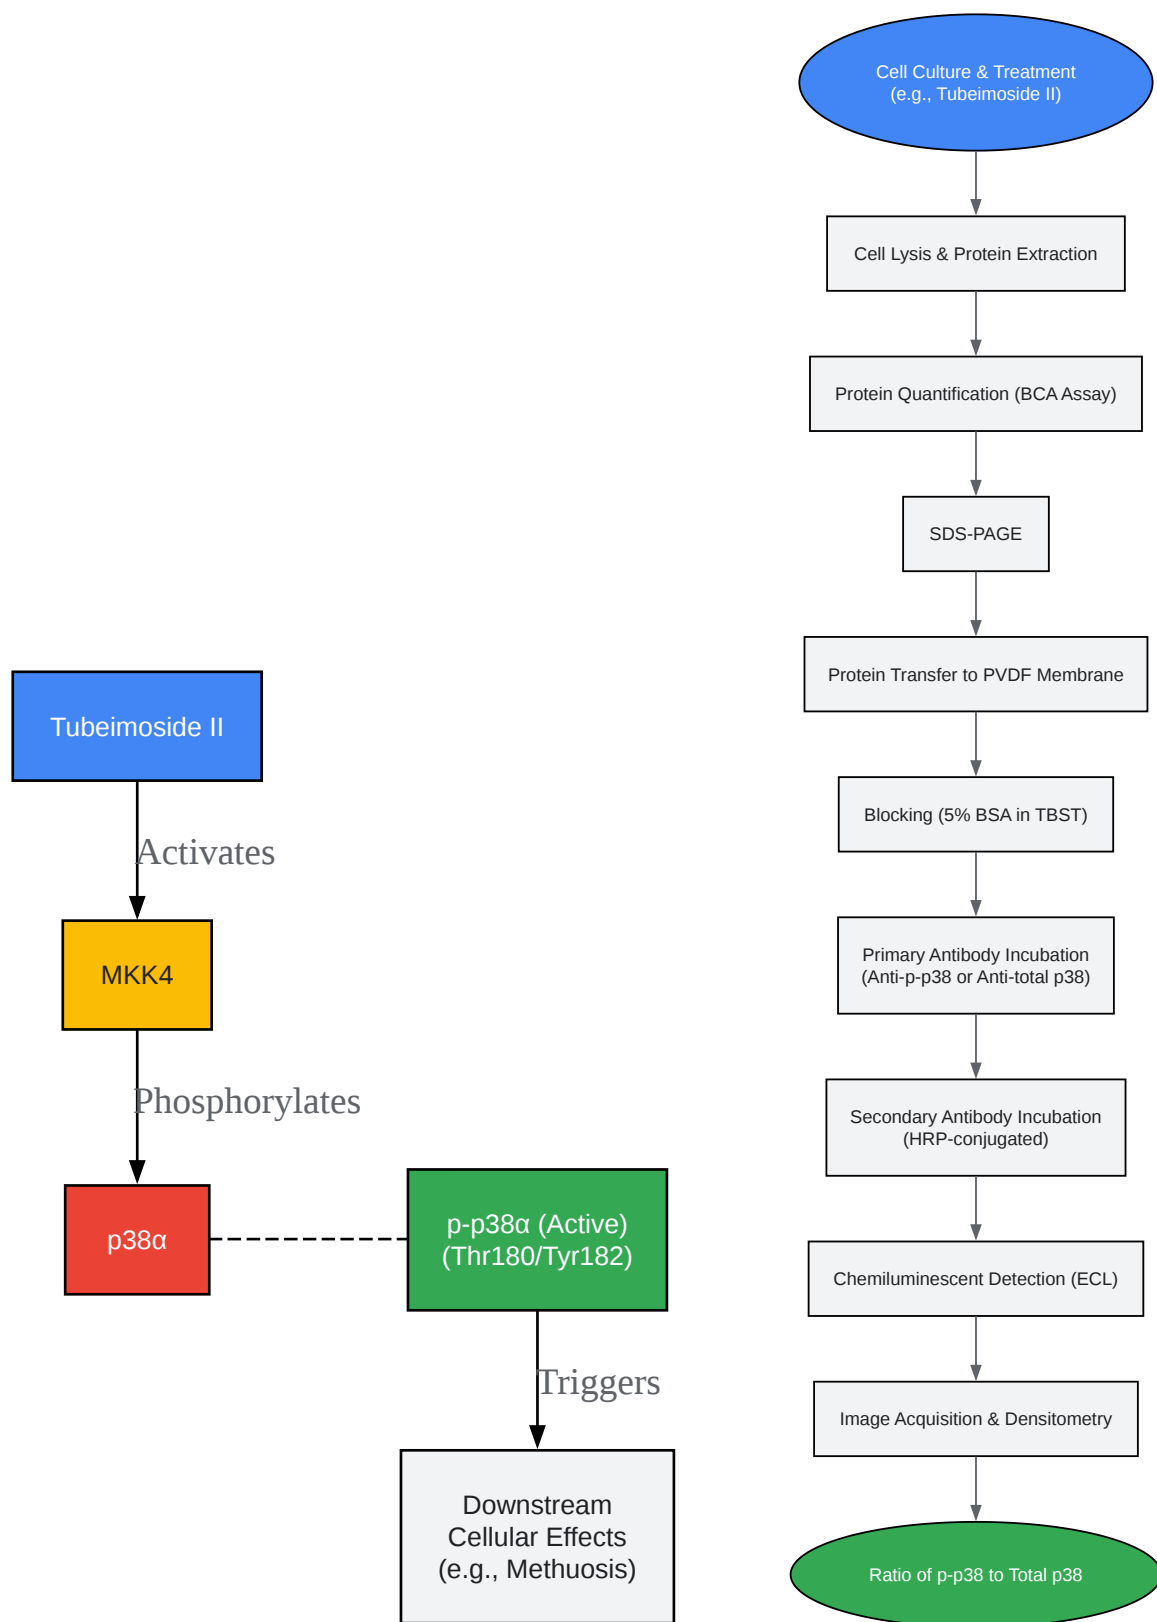 Tubeimoside II
Activates
MKK4
Phosphorylates
p38α
p-p38α (Active)
(Thr180/Tyr182)
Triggers
Downstream
Cellular Effects
(e.g., Methuosis)
Cell Culture & Treatment
(e.g., Tubeimoside II)
Cell Lysis & Protein Extraction
Protein Quantification (BCA Assay)
SDS-PAGE
Protein Transfer to PVDF Membrane
Blocking (5% BSA in TBST)
Primary Antibody Incubation
(Anti-p-p38 or Anti-total p38)
Secondary Antibody Incubation
(HRP-conjugated)
Chemiluminescent Detection (ECL)
Image Acquisition & Densitometry
Ratio of p-p38 to Total p38